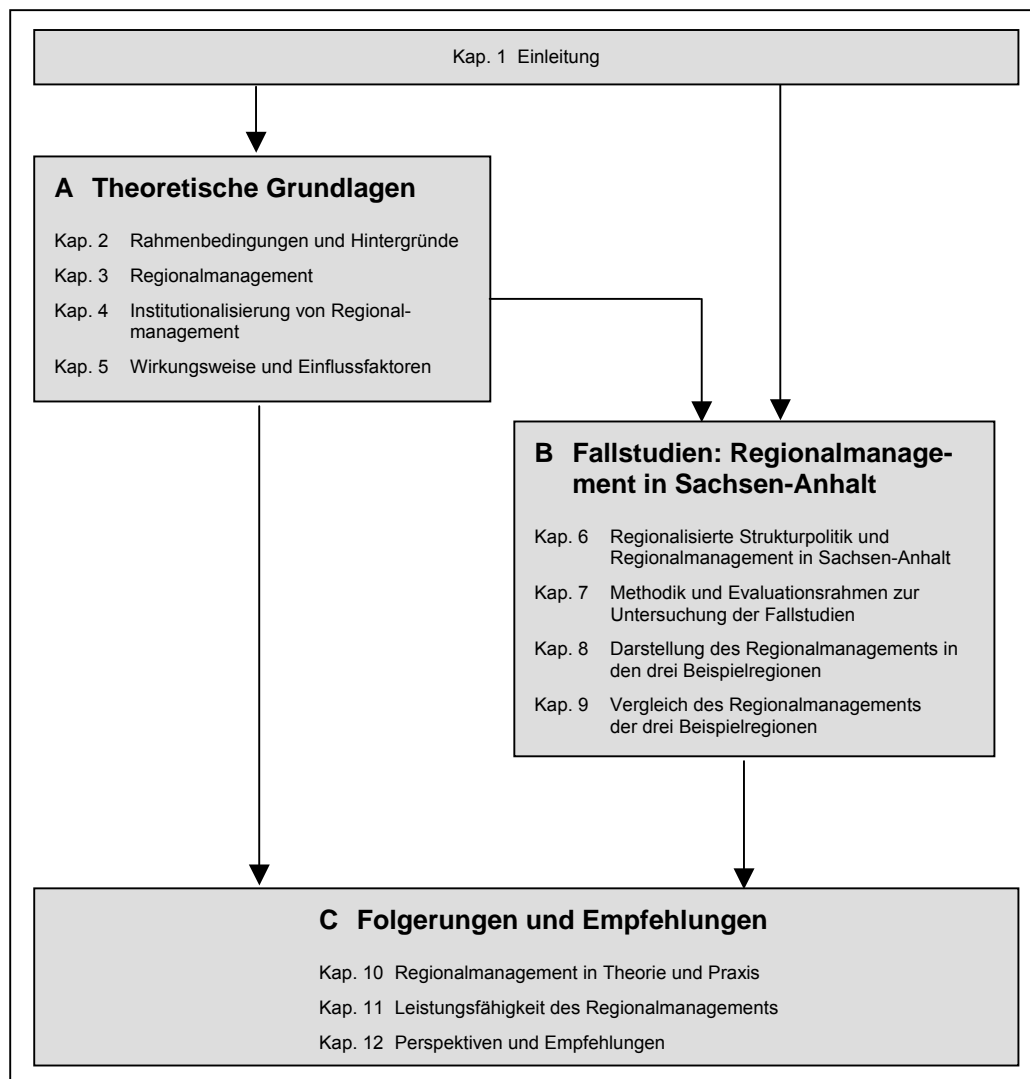 Kap. 1 Einleitung
A Theoretische Grundlagen
Kap. 2 Rahmenbedingungen und Hintergründe
Kap. 3 Regionalmanagement
Kap. 4 Institutionalisierung von Regional-
management
Kap. 5 Wirkungsweise und Einflussfaktoren
B Fallstudien: Regionalmanage-
ment in Sachsen-Anhalt
Kap. 6 Regionalisierte Strukturpolitik und
Regionalmanagement in Sachsen-Anhalt
Kap. 7 Methodik und Evaluationsrahmen zur
Untersuchung der Fallstudien
Kap. 8 Darstellung des Regionalmanagements in
den drei Beispielregionen
Kap. 9 Vergleich des Regionalmanagements
der drei Beispielregionen
C Folgerungen und Empfehlungen
Kap. 10 Regionalmanagement in Theorie und Praxis
Kap. 11 Leistungsfähigkeit des Regionalmanagements
Kap. 12 Perspektiven und Empfehlungen